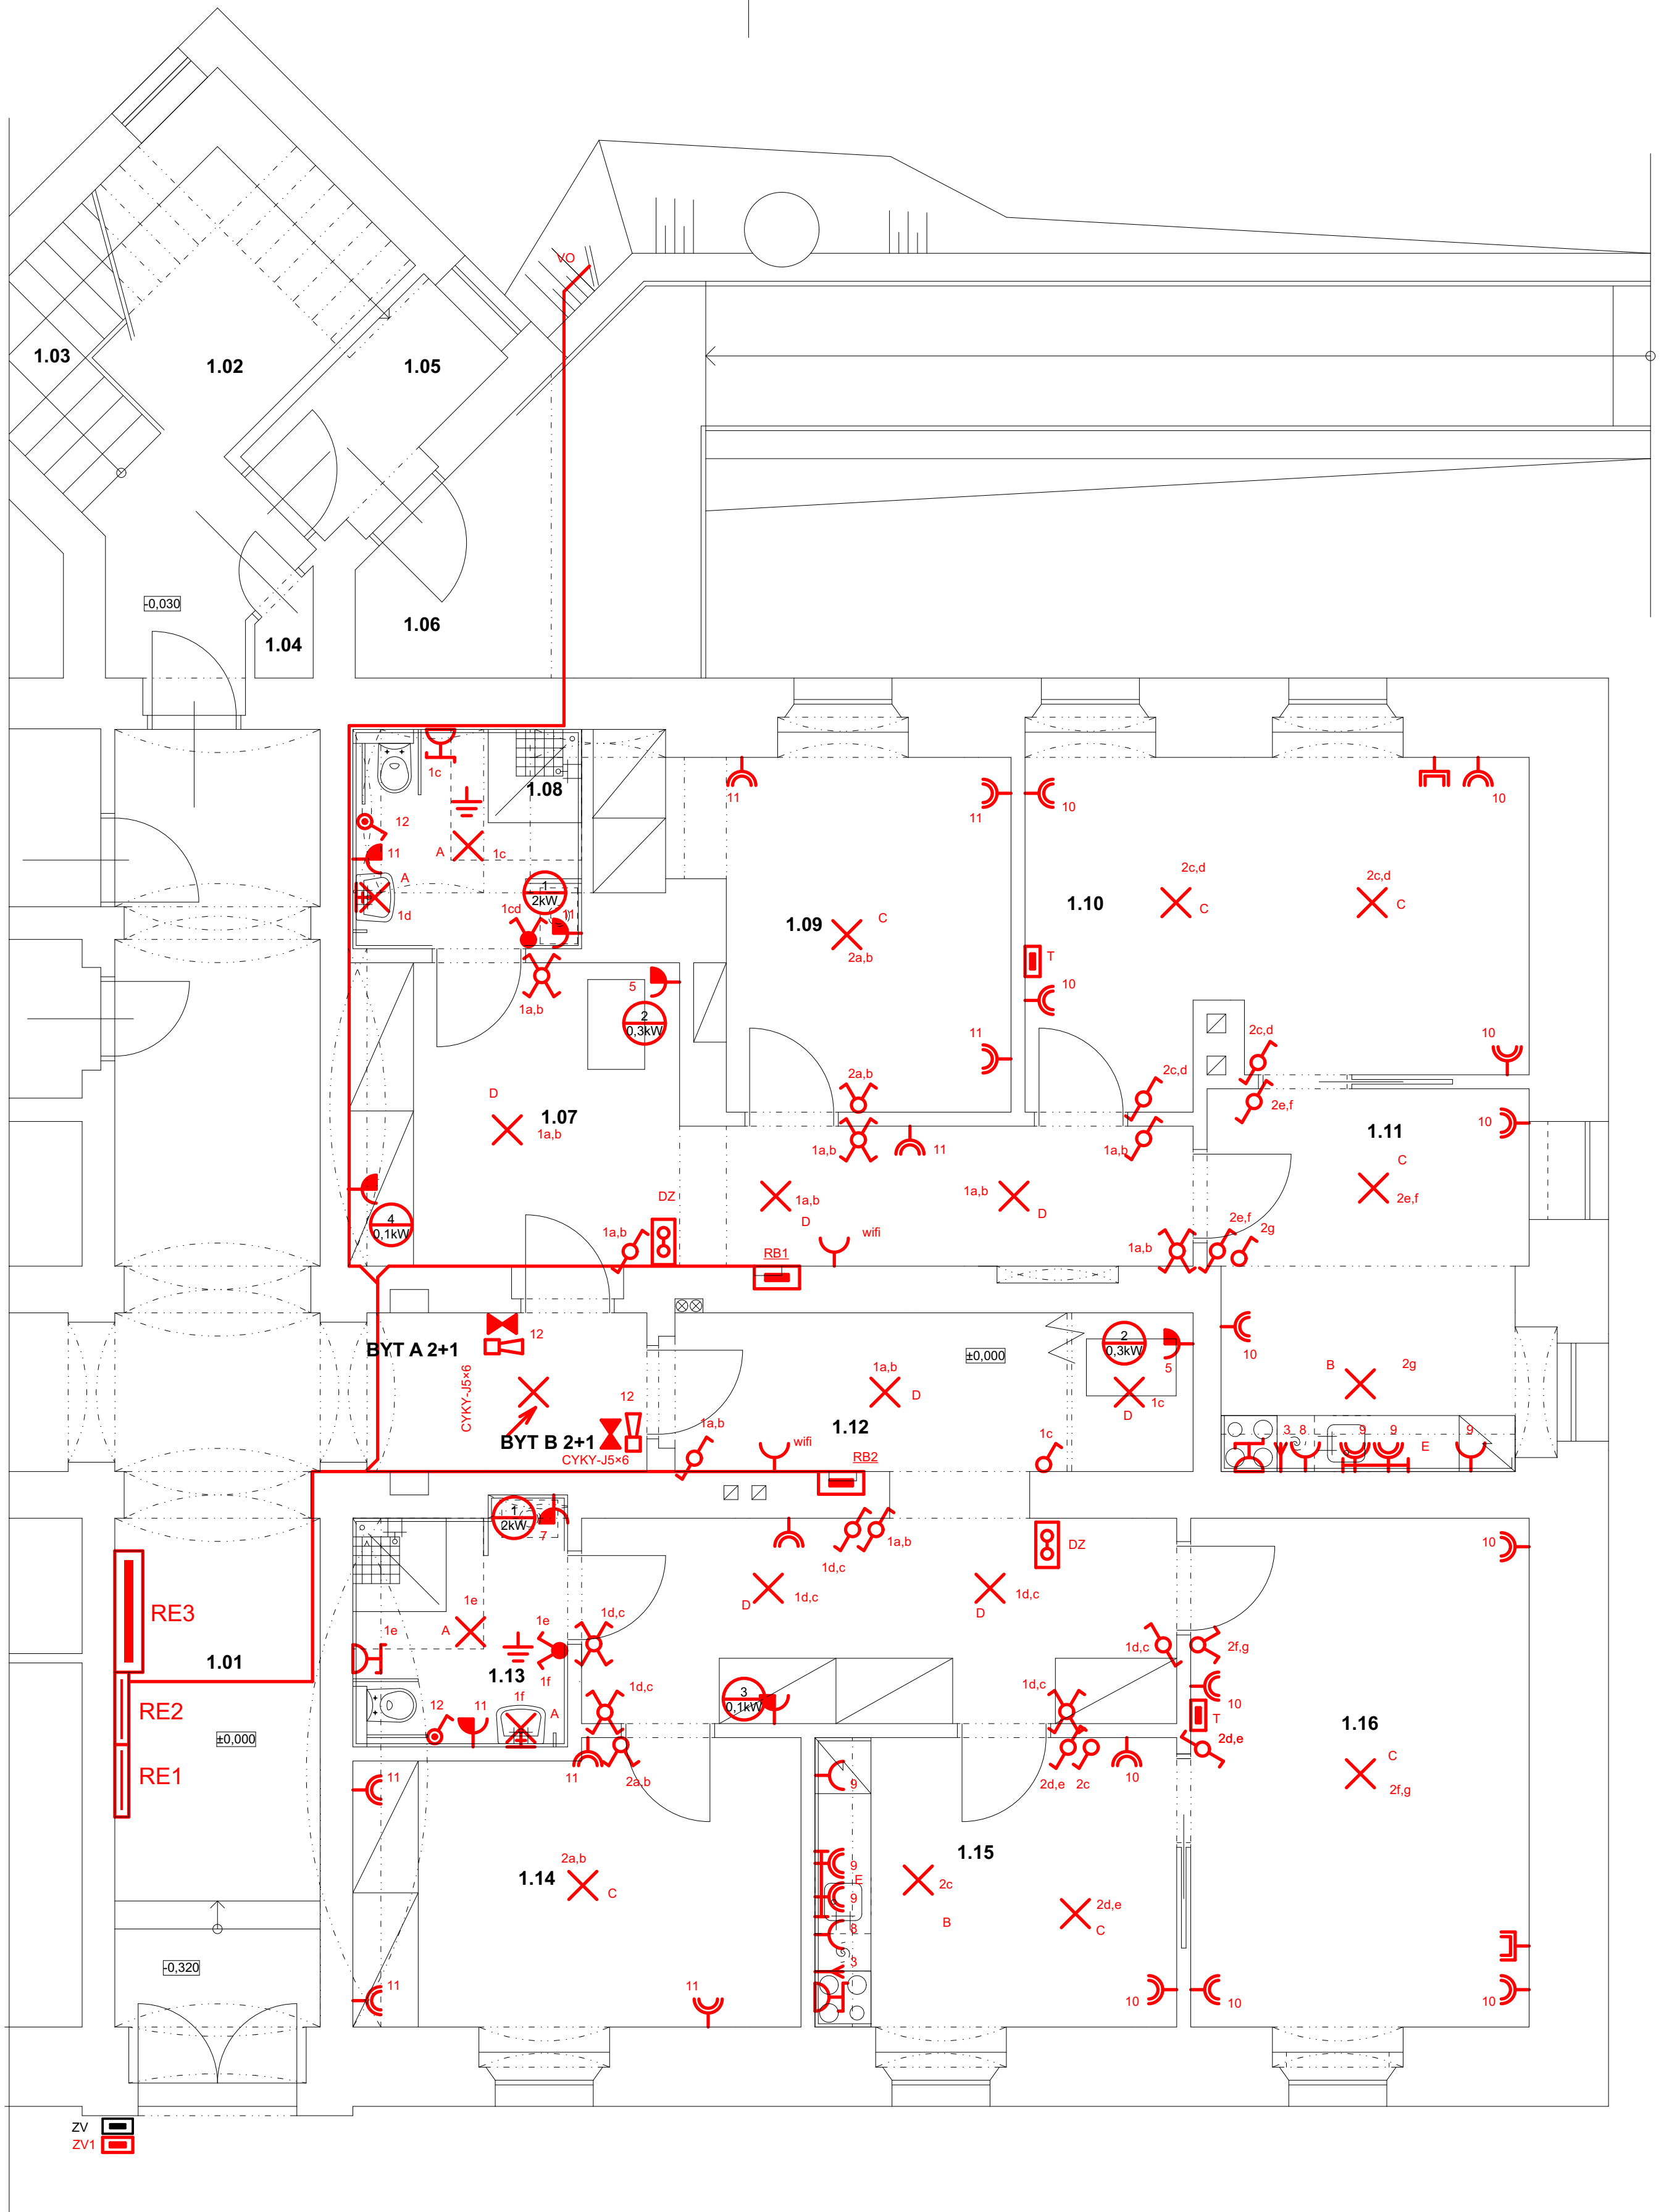 VO
1.03
1.02
1.05
-0,030
1.04
1.06
1c
1.08
11
11
10
10
12
11
A
1c
A
1d
1
2kW
1cd
11
2c,d
2c,d
C
C
1.10
1.09
C
2a,b
T
10
5
1a,b
2
0,3kW
11
2c,d
10
2a,b
2c,d
2e,f
D
1.07
1a,b
1a,b
11
1a,b
10
1.11
C
2e,f
DZ
1a,b
D
1a,b
D
4
0,1kW
1a,b
wifi
1a,b
2e,f
2g
RB1
BYT A 2+1
12
CYKY-J5×6
±0,000
2
0,3kW
5
10
B
2g
1a,b
D
1c
D
12
1.12
1a,b
BYT B 2+1
CYKY-J5×6
wifi
RB2
1c
3
8
9
9
E
9
1
2kW
7
1d,c
1a,b
DZ
10
RE3
1e
A
1e
1e
1d,c
1d,c
D
1d,c
D
1d,c
2f,g
1.01
1.13
1f
1f
A
12
11
1d,c
3
0,1kW
1d,c
10
T
RE2
±0,000
2d,e
1.16
C
2f,g
RE1
11
11
2a,b
9
2d,e
2c
10
1.14
2a,b
C
9
E
9
8
3
1.15
2c
B
2d,e
C
-0,320
11
11
10
10
10
ZV
ZV1